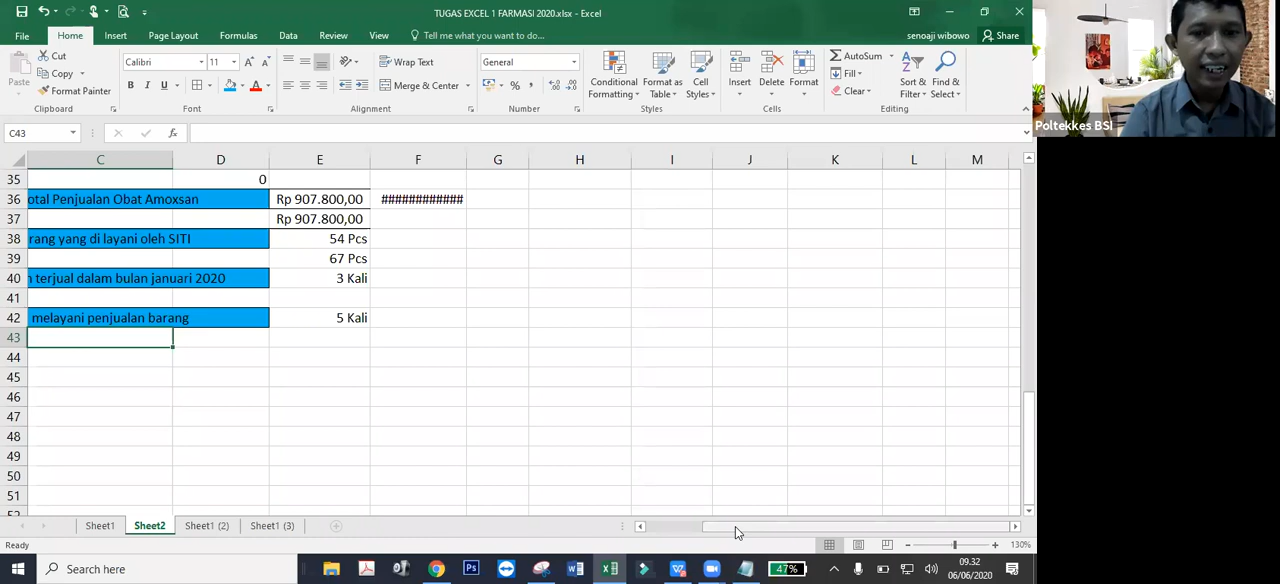 TUGAS EXCEL 1 FARMASI 2020.xlsx - Excel
File Home Insert Page Layout Formulas Data Review View Tell me what you want to do... senoaji wibowo Share
Paste Cut Copy Format Painter
Clipboard
Calibri 11 A A
B I U A
Font
Wrap Text
Merge & Center
Alignment
General
% , .00 .0
Number
Conditional Formatting Format as Table Cell Styles
Styles
Insert Delete Format
Cells
AutoSum Fill Clear Sort & Filter Find & Select
Editing
Poltekkes BSI
C43 fx
C D E F G H I J K L M
35 0
36 otal Penjualan Obat Amoxsan Rp 907.800,00 ############
37 Rp 907.800,00
38 rang yang di layani oleh SITI 54 Pcs
39 67 Pcs
40 n terjual dalam bulan januari 2020 3 Kali
41
42 melayani penjualan barang 5 Kali
43
44
45
46
47
48
49
50
51
52
Sheet1 Sheet2 Sheet1 (2) Sheet1 (3)
Ready 130%
Search here Ps 47% 09.32
06/06/2020